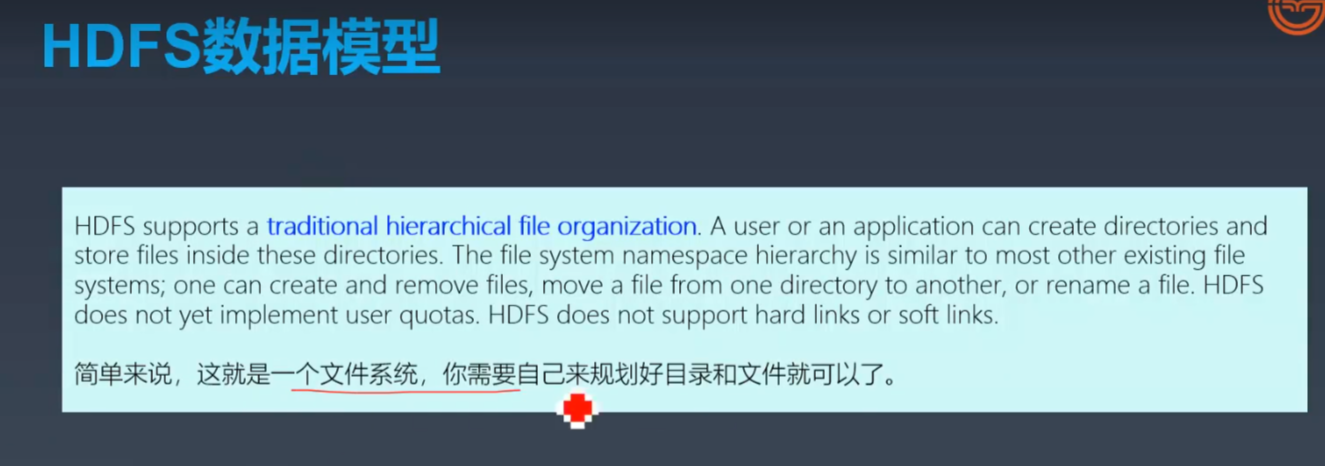 HDFS数据模型
HDFS supports a traditional hierarchical file organization. A user or an application can create directories and
store files inside these directories. The file system namespace hierarchy is similar to most other existing file
systems; one can create and remove files, move a file from one directory to another, or rename a file. HDFS
does not yet implement user quotas. HDFS does not support hard links or soft links.
简单来说，这就是一个文件系统，你需要自己来规划好目录和文件就可以了。